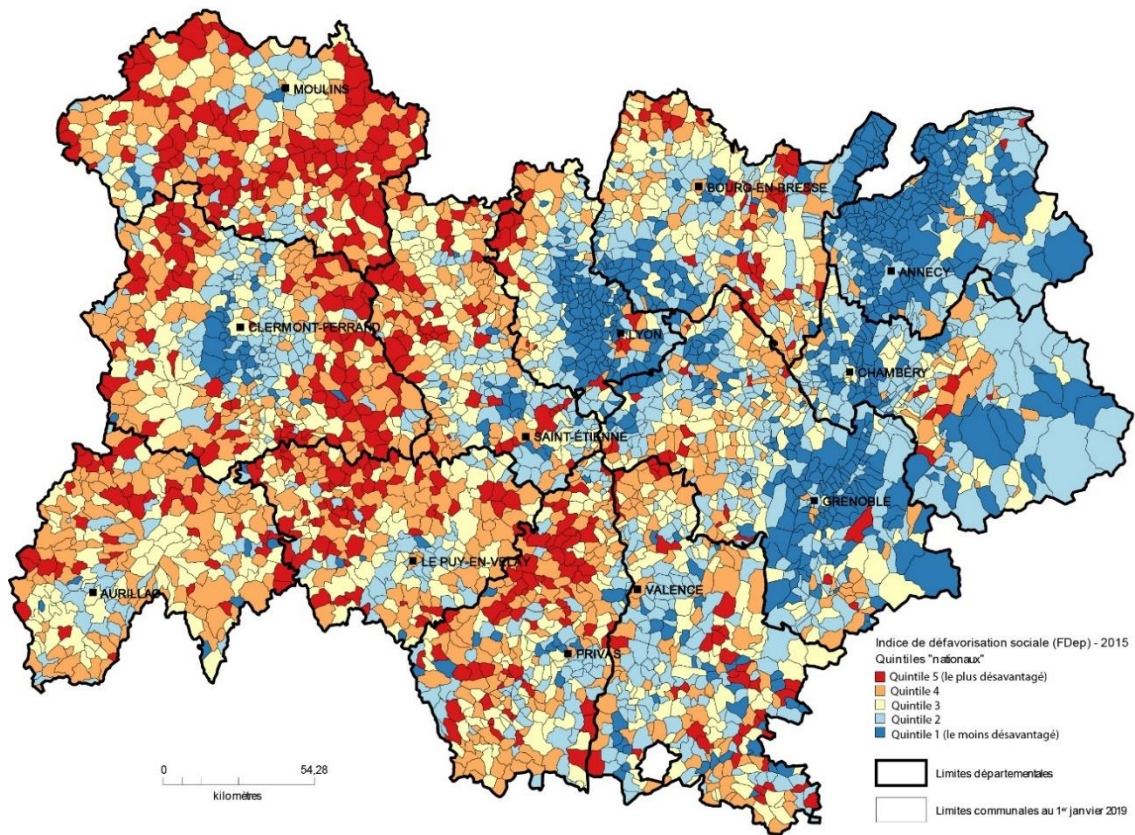 MOULINS
BOURG-EN-BRESSE
ANNECY
CLERMONT-FERRAND
LYON
CHAMBÉRY
SAINT-ÉTIENNE
GRENOBLE
LE PUY-EN-VELAY
AURILLAC
VALENCE
PRIVAS
Indice de défavorisation sociale (FDep) - 2015
Quintiles "nationaux"
Quintile 5 (le plus désavantagé)
Quintile 4
Quintile 3
Quintile 2
Quintile 1 (le moins désavantagé)
0 54,28
kilomètres
Limites départementales
Limites communales au 1er janvier 2019